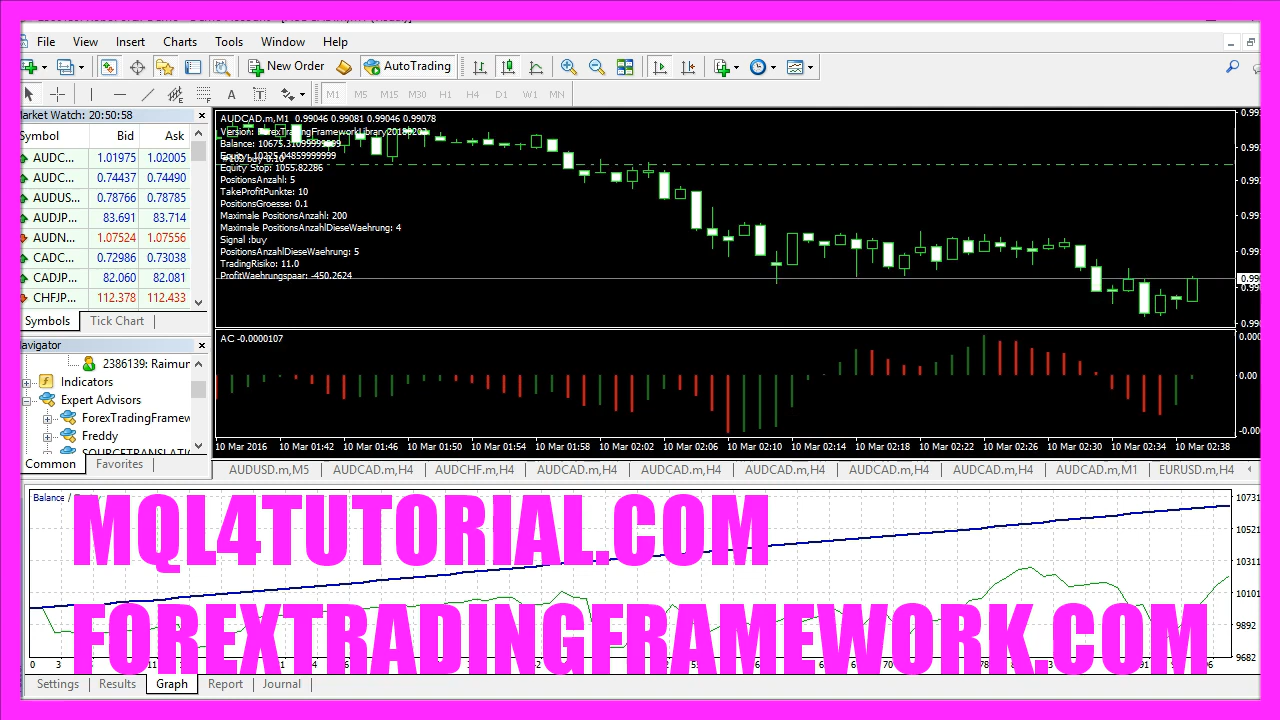 File View Insert Charts Tools Window Help
New Order AutoTrading
A T M1 M5 M15 M30 H1 H4 D1 W1 MN
Market Watch: 20:50:58
Symbol Bid Ask
AUDC... 1.01975 1.02005
AUDC... 0.74437 0.74490
AUDUS... 0.78766 0.78785
AUDJP... 83.691 83.714
AUDN... 1.07524 1.07556
CADC... 0.72986 0.73038
CADJP... 82.060 82.081
CHFJP... 112.378 112.433
Symbols Tick Chart
Navigator
2386139: Raimun
Indicators
Expert Advisors
ForexTradingFramew
Freddy
SOURCETRANSLATI
Common Favorites
AUDCAD.m,M1 0.99046 0.99081 0.99046 0.99078
Balance: 10675.31099999999
Equity Stop: 1055.82286
PositionsAnzahl: 5
TakeProfitPunkte: 10
PositionsGroesse: 0.1
Maximale PositionsAnzahl: 200
Maximale PositionsAnzahlDieseWaehrung: 4
Signal :buy
PositionsAnzahlDieseWaehrung: 5
TradingRisiko: 11.0
ProfitWaehrungspaar: -450.2624
AC -0.0000107
0.00
10 Mar 2016 10 Mar 01:42 10 Mar 01:46 10 Mar 01:50 10 Mar 01:54 10 Mar 01:58 10 Mar 02:02 10 Mar 02:06 10 Mar 02:10 10 Mar 02:14 10 Mar 02:18 10 Mar 02:22 10 Mar 02:26 10 Mar 02:30 10 Mar 02:34 10 Mar 02:38
AUDUSD.m,M5 AUDCAD.m,H4 AUDCHF.m,H4 AUDCAD.m,H4 AUDCAD.m,H4 AUDCAD.m,H4 AUDCAD.m,H4 AUDCAD.m,H4 AUDCAD.m,M1 EURUSD.m,H4
Balance /
10731
10521
10311
10101
9892
9682
MQL4TUTORIAL.COM
FOREXTRADINGFRAMEWORK.COM
Settings Results Graph Report Journal